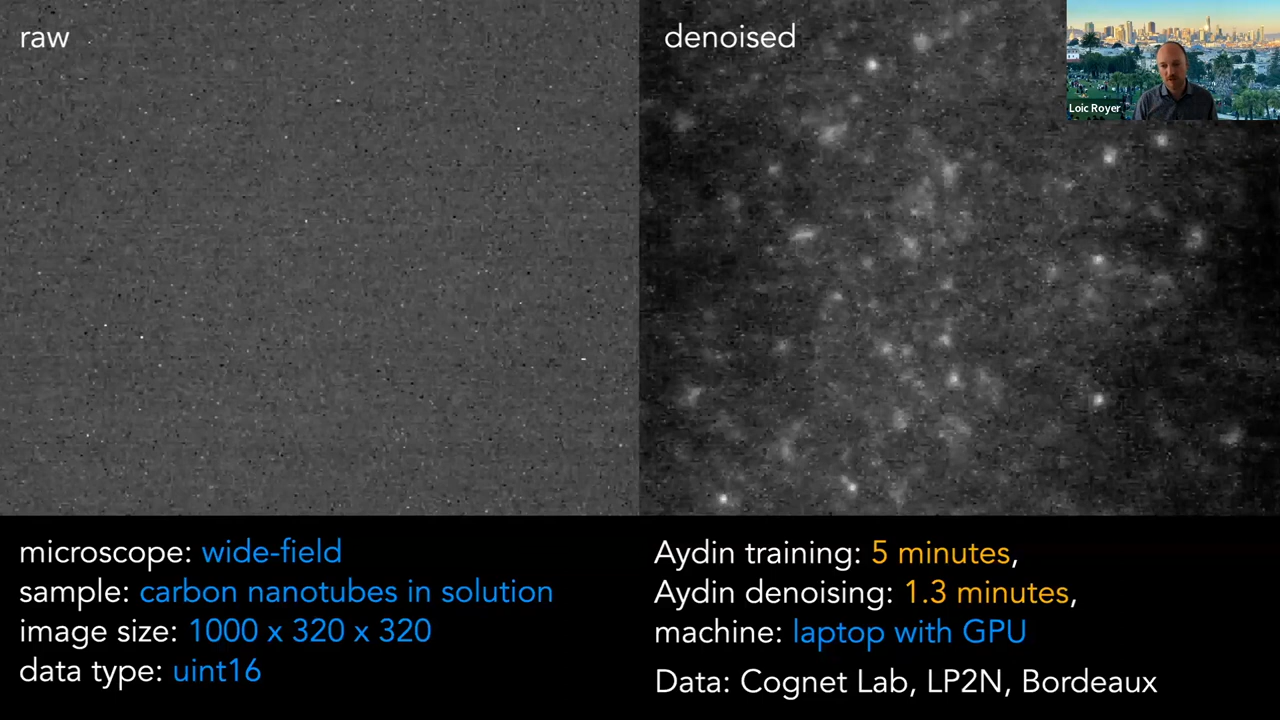 raw
denoised
Loic Royer
microscope: wide-field
sample: carbon nanotubes in solution
image size: 1000 x 320 x 320
data type: uint16
Aydin training: 5 minutes,
Aydin denoising: 1.3 minutes,
machine: laptop with GPU
Data: Cognet Lab, LP2N, Bordeaux